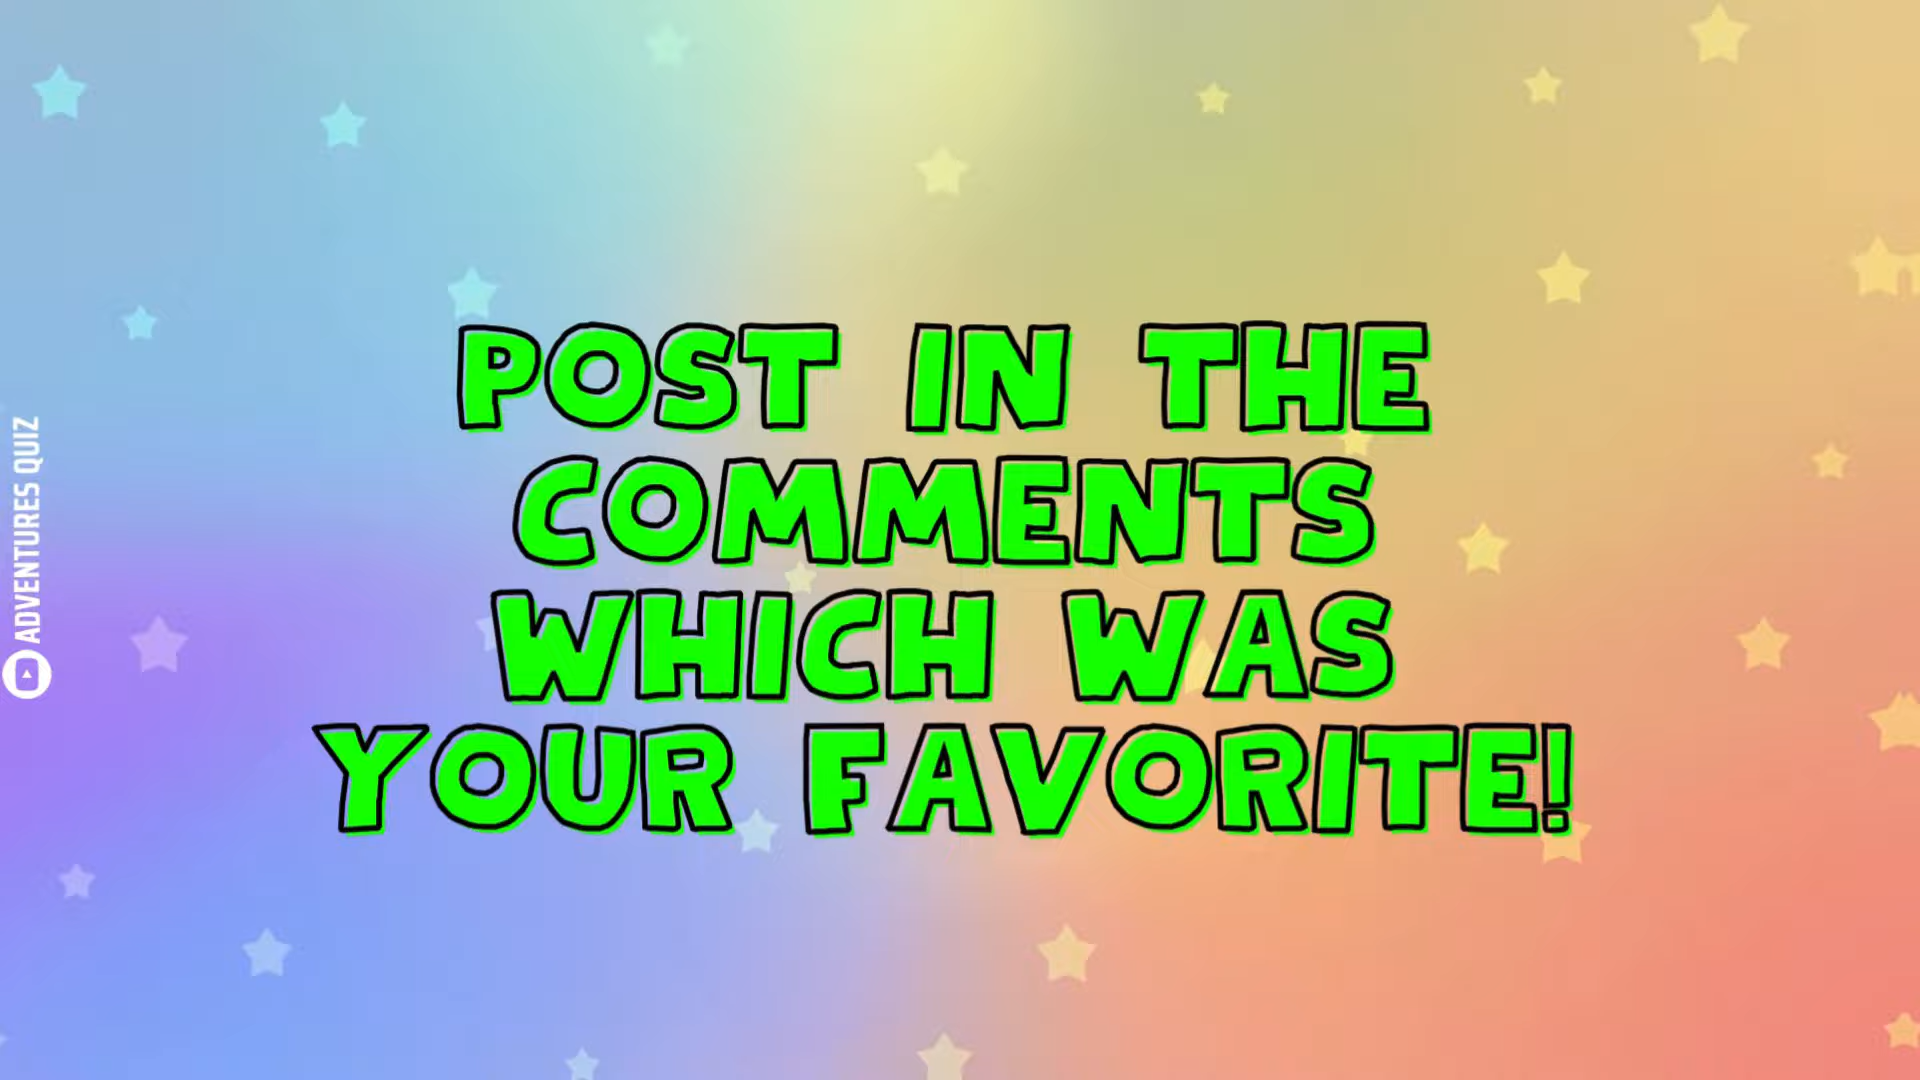 POST IN THE
COMMENTS
WHICH WAS
YOUR FAVORITE!
ADVENTURES QUIZ